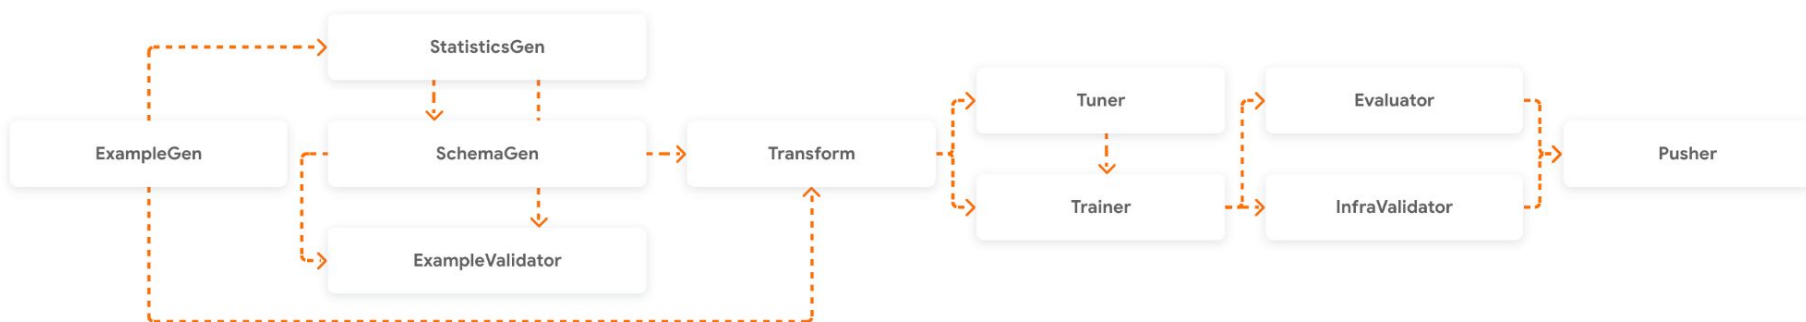 StatisticsGen
ExampleGen
SchemaGen
ExampleValidator
Transform
Tuner
Trainer
Evaluator
InfraValidator
Pusher